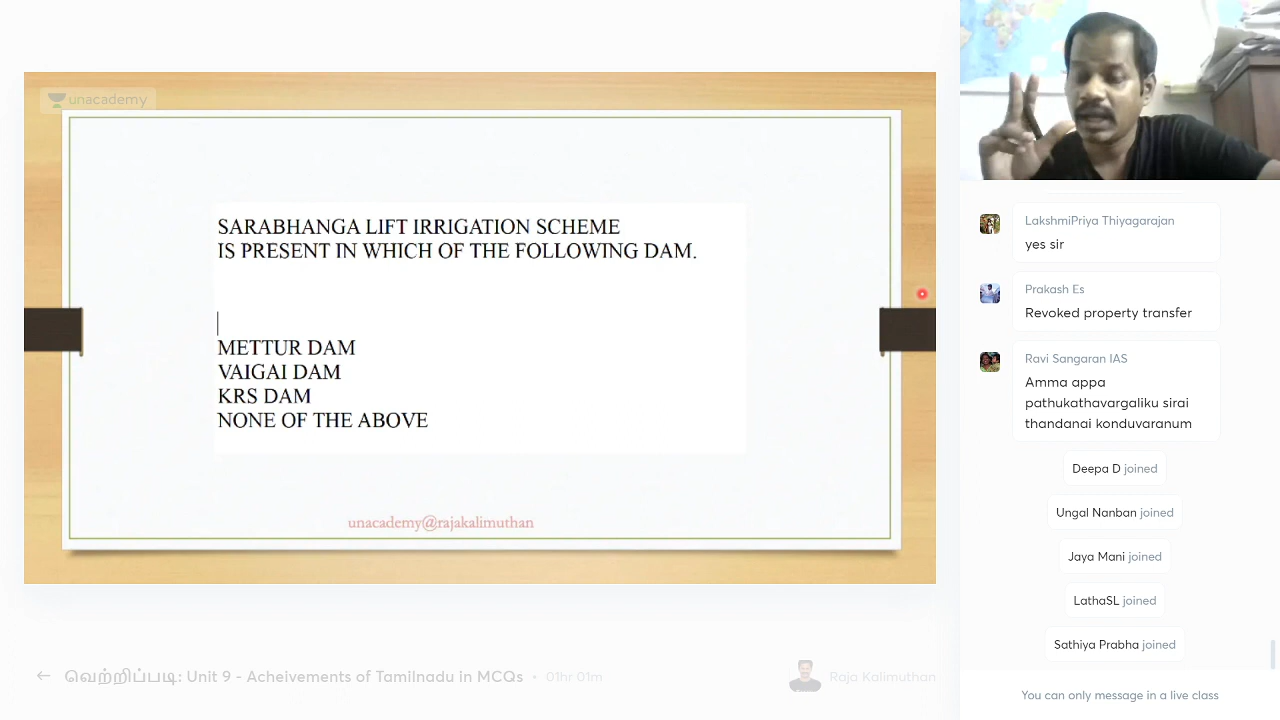 unacademy
SARABHANGA LIFT IRRIGATION SCHEME
IS PRESENT IN WHICH OF THE FOLLOWING DAM.
METTUR DAM
VAIGAI DAM
KRS DAM
NONE OF THE ABOVE
unacademy@rajakalimuthan
வெற்றிப்படி: Unit 9 - Acheivements of Tamilnadu in MCQs • 01hr 01m
Raja Kalimuthan
LakshmiPriya Thiyagarajan
yes sir
Prakash Es
Revoked property transfer
Ravi Sangaran IAS
Amma appa
pathukathavargaliku sirai
thandanai konduvaranum
Deepa D joined
Ungal Nanban joined
Jaya Mani joined
LathaSL joined
Sathiya Prabha joined
You can only message in a live class